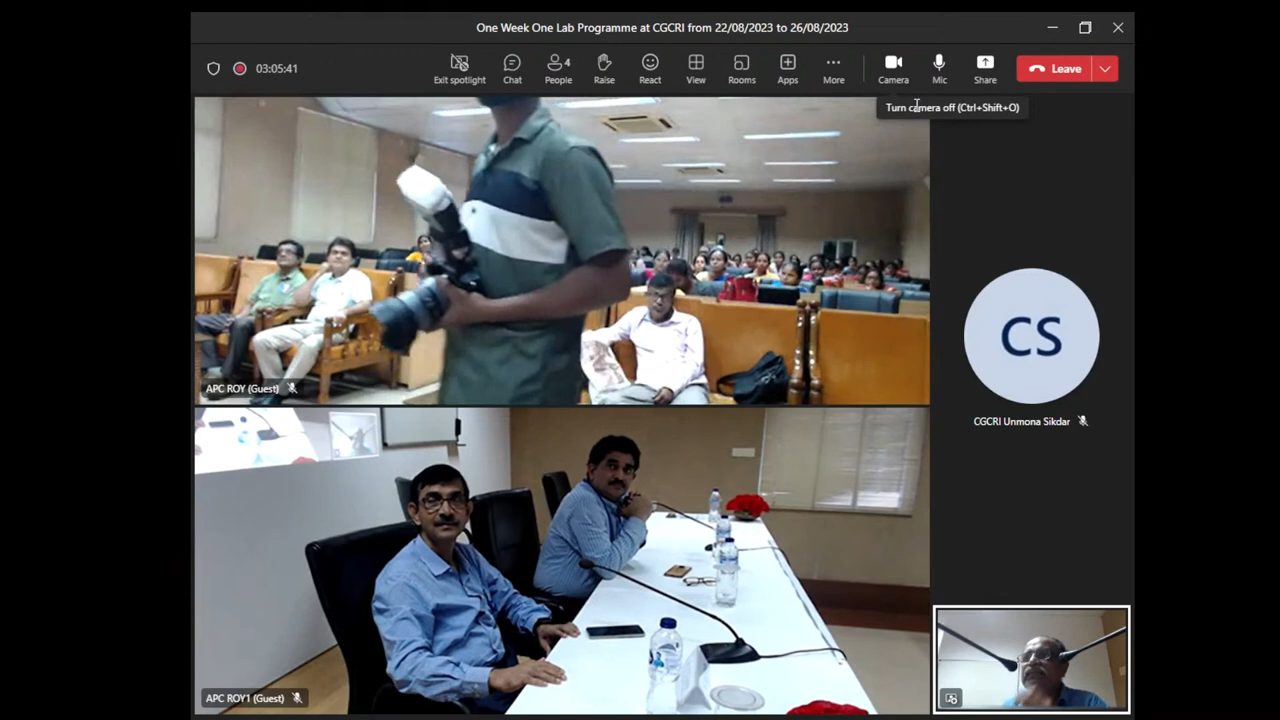 One Week One Lab Programme at CGCRI from 22/08/2023 to 26/08/2023
03:05:41
Exit spotlight
Chat
4
People
Raise
React
View
Rooms
Apps
More
Camera
Mic
Share
Leave
Turn camera off (Ctrl+Shift+O)
APC ROY (Guest)
CS
CGCRI Unmona Sikdar
APC ROY1 (Guest)